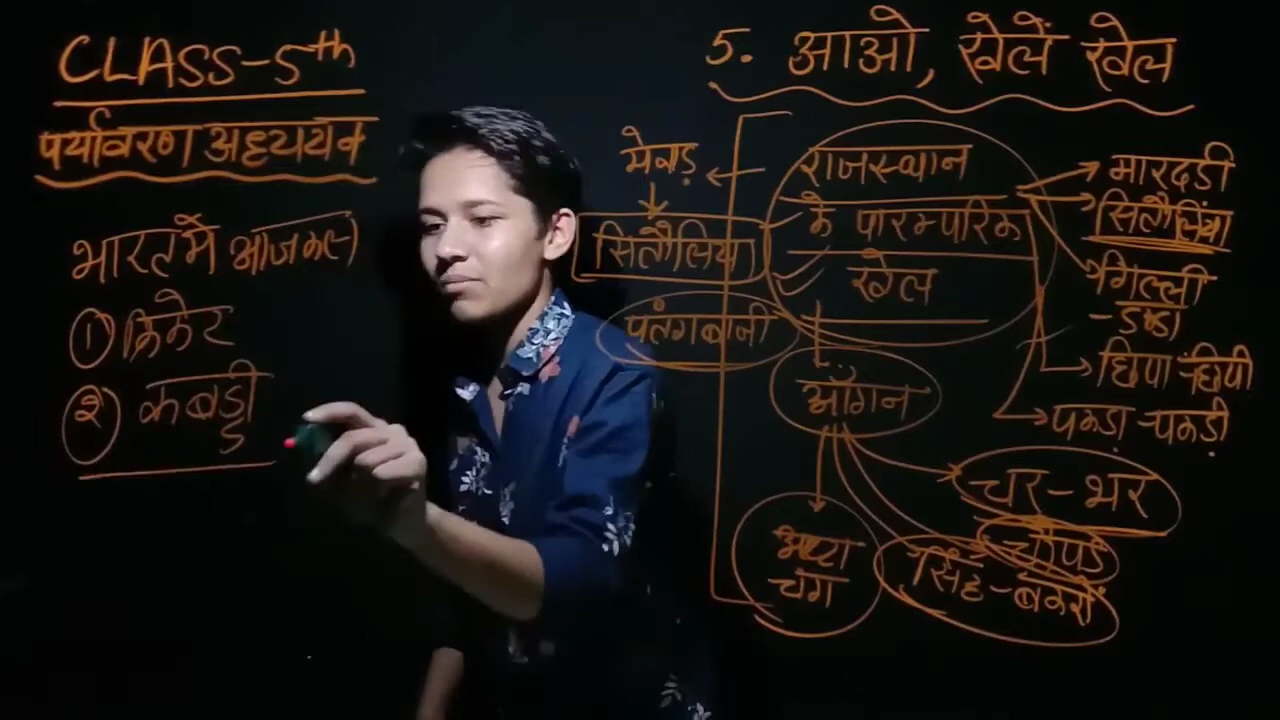 CLASS-5th
पर्यावरण अध्ययन
भारत में आजकल
① क्रिकेट
② कबड्डी
5. आओ, खेलें खेल
मेवाड़
सितौलिया
पतंगबाजी
राजस्थान
के पारम्परिक
खेल
मारदडी
सितौलिया
गिल्ली
-डंडा
छिपा-छिपी
पकड़ा-पकड़ी
आँगन
चर-भर
चौपड
सिंह-बकरी
अष्टा
चंग